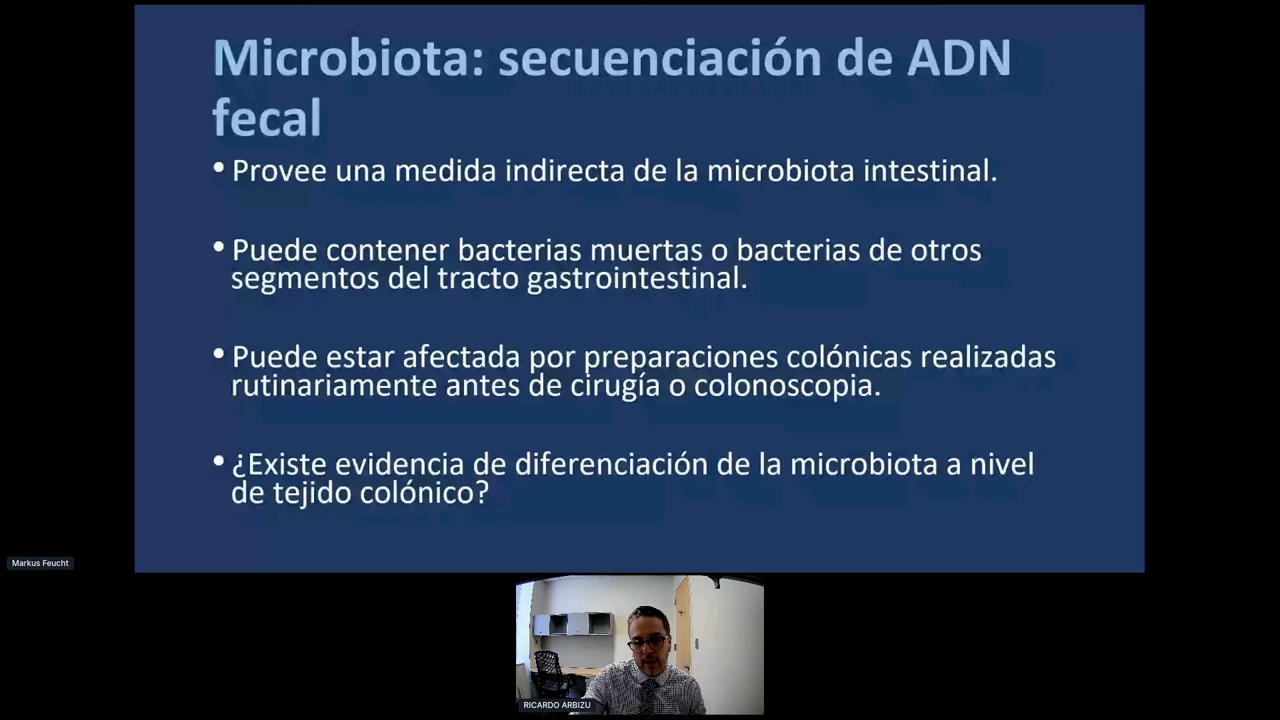 Microbiota: secuenciación de ADN
fecal
• Provee una medida indirecta de la microbiota intestinal.
• Puede contener bacterias muertas o bacterias de otros
segmentos del tracto gastrointestinal.
• Puede estar afectada por preparaciones colónicas realizadas
rutinariamente antes de cirugía o colonoscopia.
• ¿Existe evidencia de diferenciación de la microbiota a nivel
de tejido colónico?
Markus Feucht
RICARDO ARBIZU